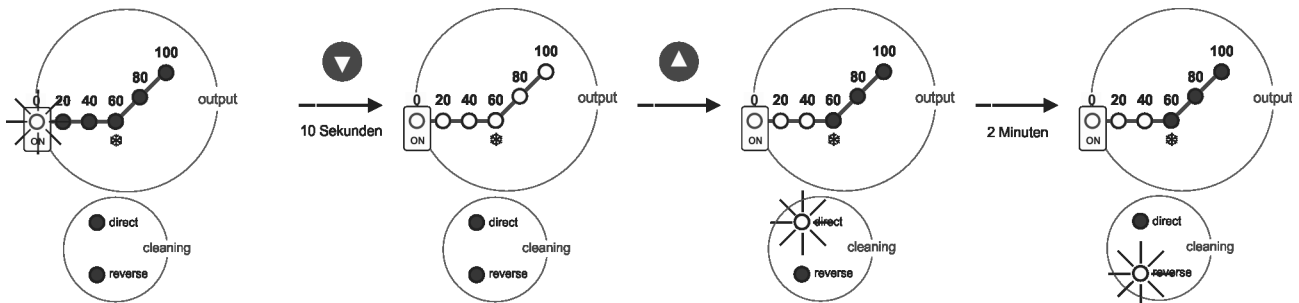 100
80
0 20 40 60
output
ON
❄
direct
cleaning
reverse
10 Sekunden
100
80
0
20 40 60
output
ON
❄
direct
cleaning
reverse
100
80
0
20 40 60
output
ON
❄
direct
cleaning
reverse
2 Minuten
100
80
0
20 40 60
output
ON
❄
direct
cleaning
reverse